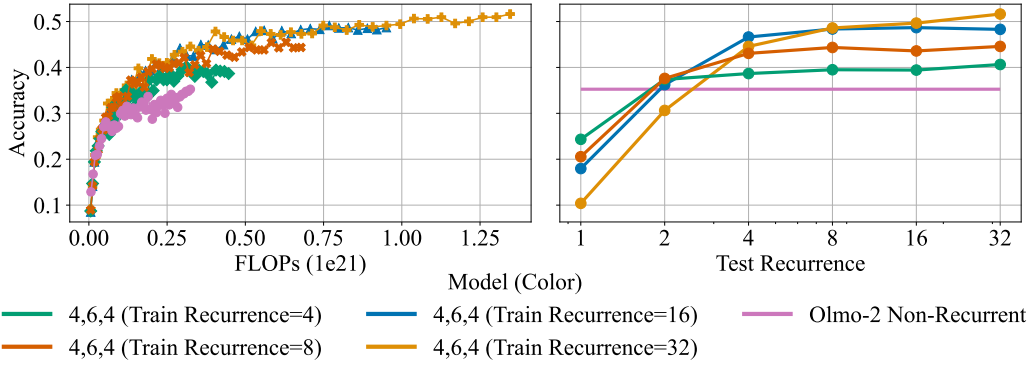 0.5
0.4
0.3
0.2
0.1
Accuracy
0.00 0.25 0.50 0.75 1.00 1.25
FLOPs (1e21)
1 2 4 8 16 32
Test Recurrence
Model (Color)
4,6,4 (Train Recurrence=4) 4,6,4 (Train Recurrence=16) Olmo-2 Non-Recurrent
4,6,4 (Train Recurrence=8) 4,6,4 (Train Recurrence=32)